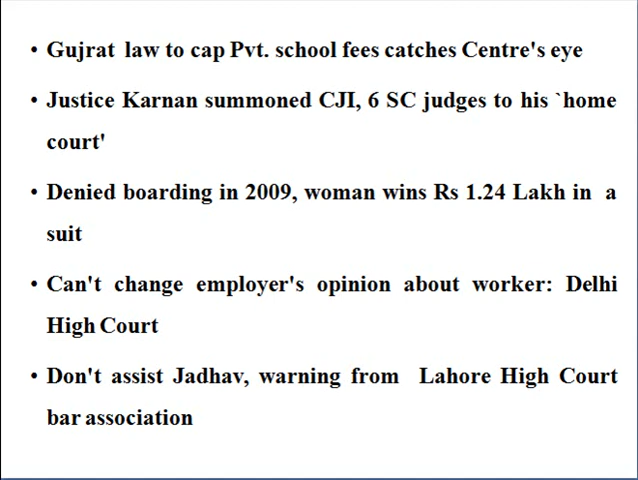 • Gujrat law to cap Pvt. school fees catches Centre's eye
• Justice Karnan summoned CJI, 6 SC judges to his `home
court'
• Denied boarding in 2009, woman wins Rs 1.24 Lakh in a
suit
• Can't change employer's opinion about worker: Delhi
High Court
• Don't assist Jadhav, warning from Lahore High Court
bar association